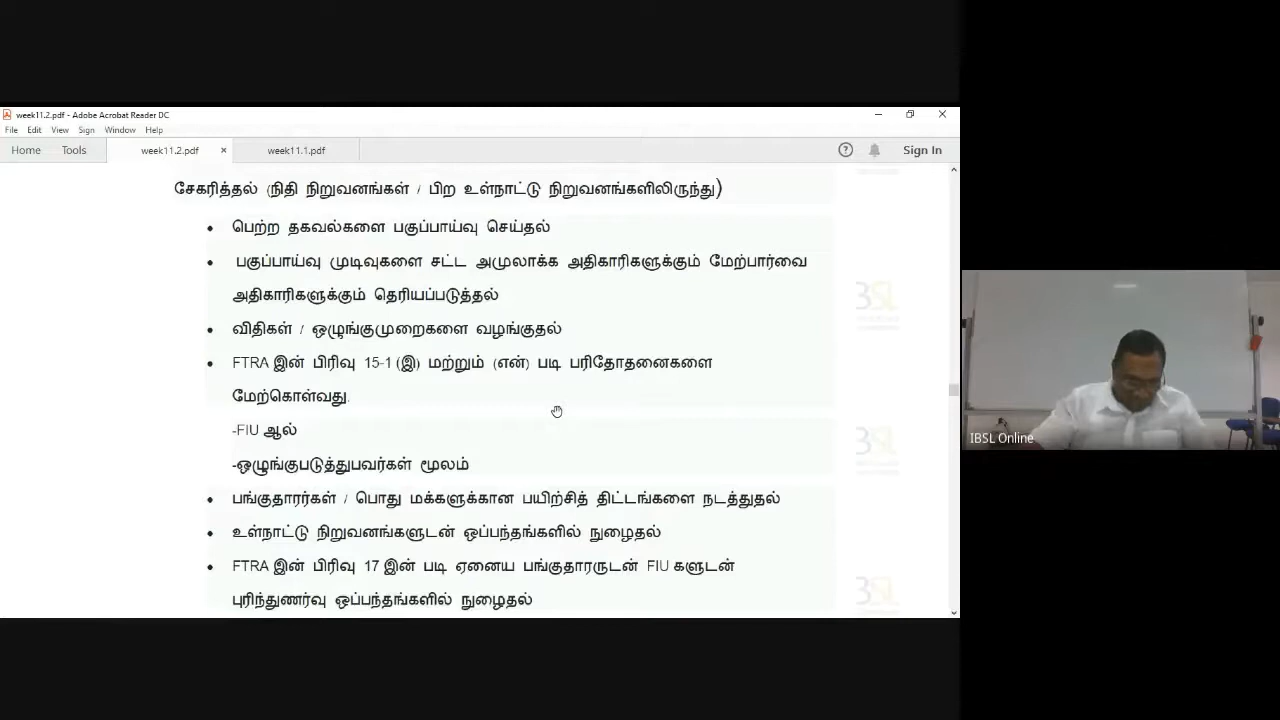 week11.2.pdf - Adobe Acrobat Reader DC
File Edit View Sign Window Help
Home Tools week11.2.pdf × week11.1.pdf Sign In
சேகரித்தல் (நிதி நிறுவனங்கள் / பிற உள்நாட்டு நிறுவனங்களிலிருந்து)
• பெற்ற தகவல்களை பகுப்பாய்வு செய்தல்
• பகுப்பாய்வு முடிவுகளை சட்ட அமுலாக்க அதிகாரிகளுக்கும் மேற்பார்வை
அதிகாரிகளுக்கும் தெரியப்படுத்தல்
• விதிகள் / ஒழுங்குமுறைகளை வழங்குதல்
• FTRA இன் பிரிவு 15-1 (இ) மற்றும் (என்) படி பரிதோதனைகளை
மேற்கொள்வது.
-FIU ஆல்
-ஒழுங்குபடுத்துபவர்கள் மூலம்
• பங்குதாரர்கள் / பொது மக்களுக்கான பயிற்சித் திட்டங்களை நடத்துதல்
• உள்நாட்டு நிறுவனங்களுடன் ஒப்பந்தங்களில் நுழைதல்
• FTRA இன் பிரிவு 17 இன் படி ஏனைய பங்குதாரருடன் FIU களுடன்
புரிந்துணர்வு ஒப்பந்தங்களில் நுழைதல்
IBSL Online